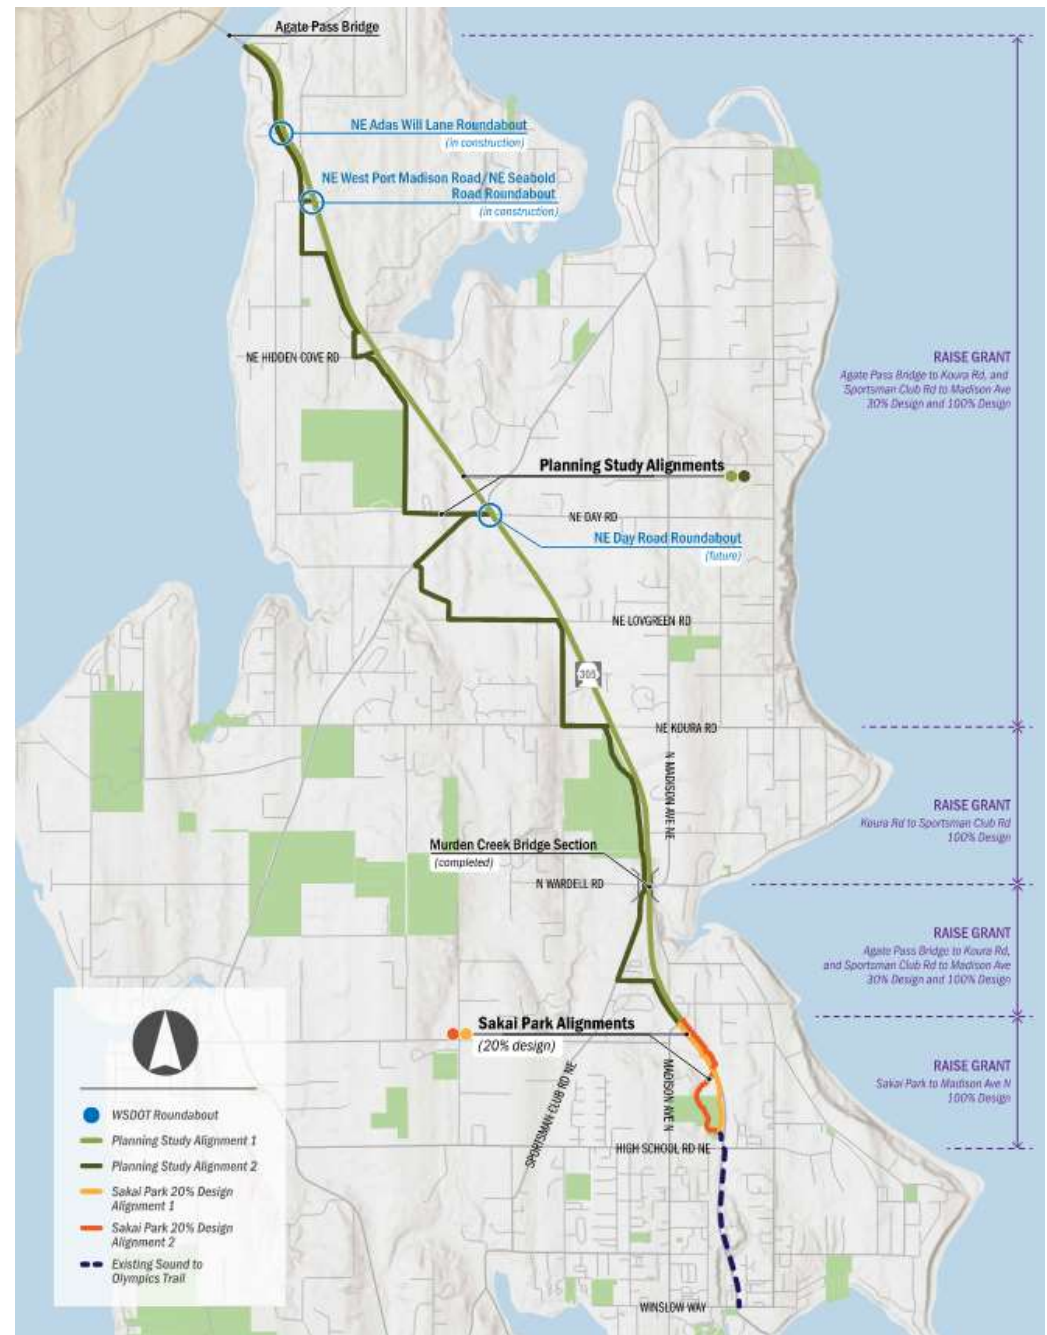 Agate Pass Bridge
NE Adas Will Lane Roundabout
(in construction)
NE West Port Madison Road/NE Seabold
Road Roundabout
(in construction)
NE HIDDEN COVE RD
RAISE GRANT
Agate Pass Bridge to Koura Rd, and
Sportsman Club Rd to Madison Ave
30% Design and 100% Design
Planning Study Alignments
NE DAY RD
NE Day Road Roundabout
(future)
NE LOVGREEN RD
305
NE KOURA RD
N MADISON AVE NE
RAISE GRANT
Koura Rd to Sportsman Club Rd
100% Design
Murden Creek Bridge Section
(completed)
N WARDELL RD
RAISE GRANT
Agate Pass Bridge to Koura Rd,
and Sportsman Club Rd to Madison Ave
30% Design and 100% Design
Sakai Park Alignments
(20% design)
RAISE GRANT
Sakai Park to Madison Ave N
100% Design
SPORTSMAN CLUB RD NE
MADISON AVE N
HIGH SCHOOL RD NE
WINSLOW WAY
WSDOT Roundabout
Planning Study Alignment 1
Planning Study Alignment 2
Sakai Park 20% Design
Alignment 1
Sakai Park 20% Design
Alignment 2
Existing Sound to
Olympics Trail